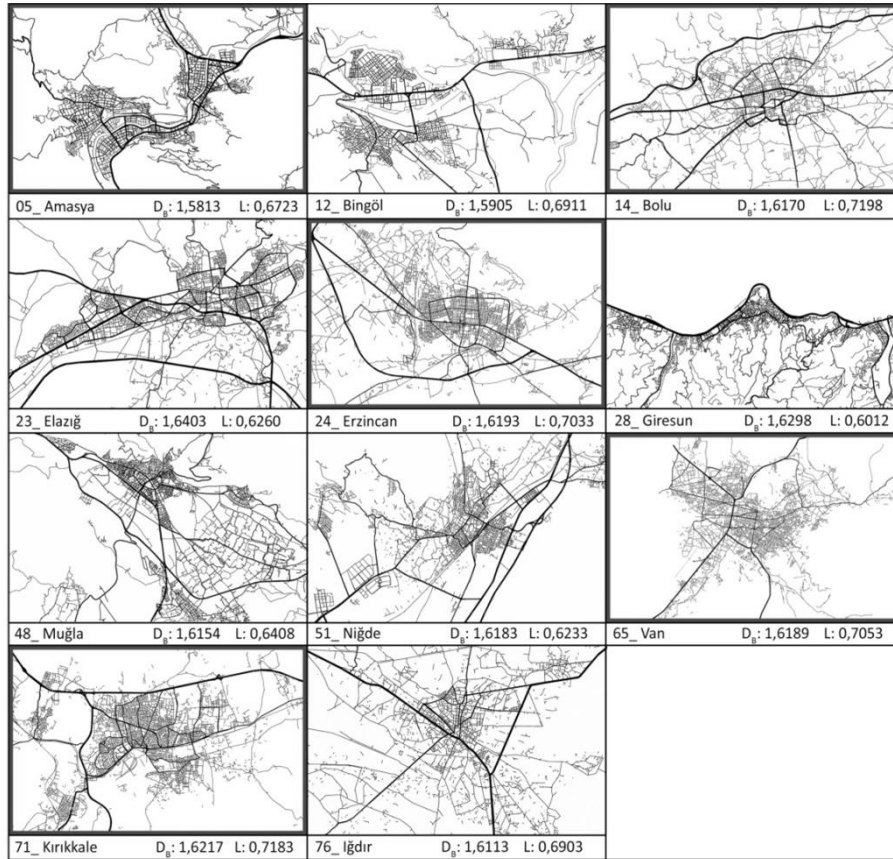 05_ Amasya D_B: 1,5813 L: 0,6723
12_ Bingöl D_B: 1,5905 L: 0,6911
14_ Bolu D_B: 1,6170 L: 0,7198
23_ Elazığ D_B: 1,6403 L: 0,6260
24_ Erzincan D_B: 1,6193 L: 0,7033
28_ Giresun D_B: 1,6298 L: 0,6012
48_ Muğla D_B: 1,6154 L: 0,6408
51_ Niğde D_B: 1,6183 L: 0,6233
65_ Van D_B: 1,6189 L: 0,7053
71_ Kırıkkale D_B: 1,6217 L: 0,7183
76_ Iğdır D_B: 1,6113 L: 0,6903